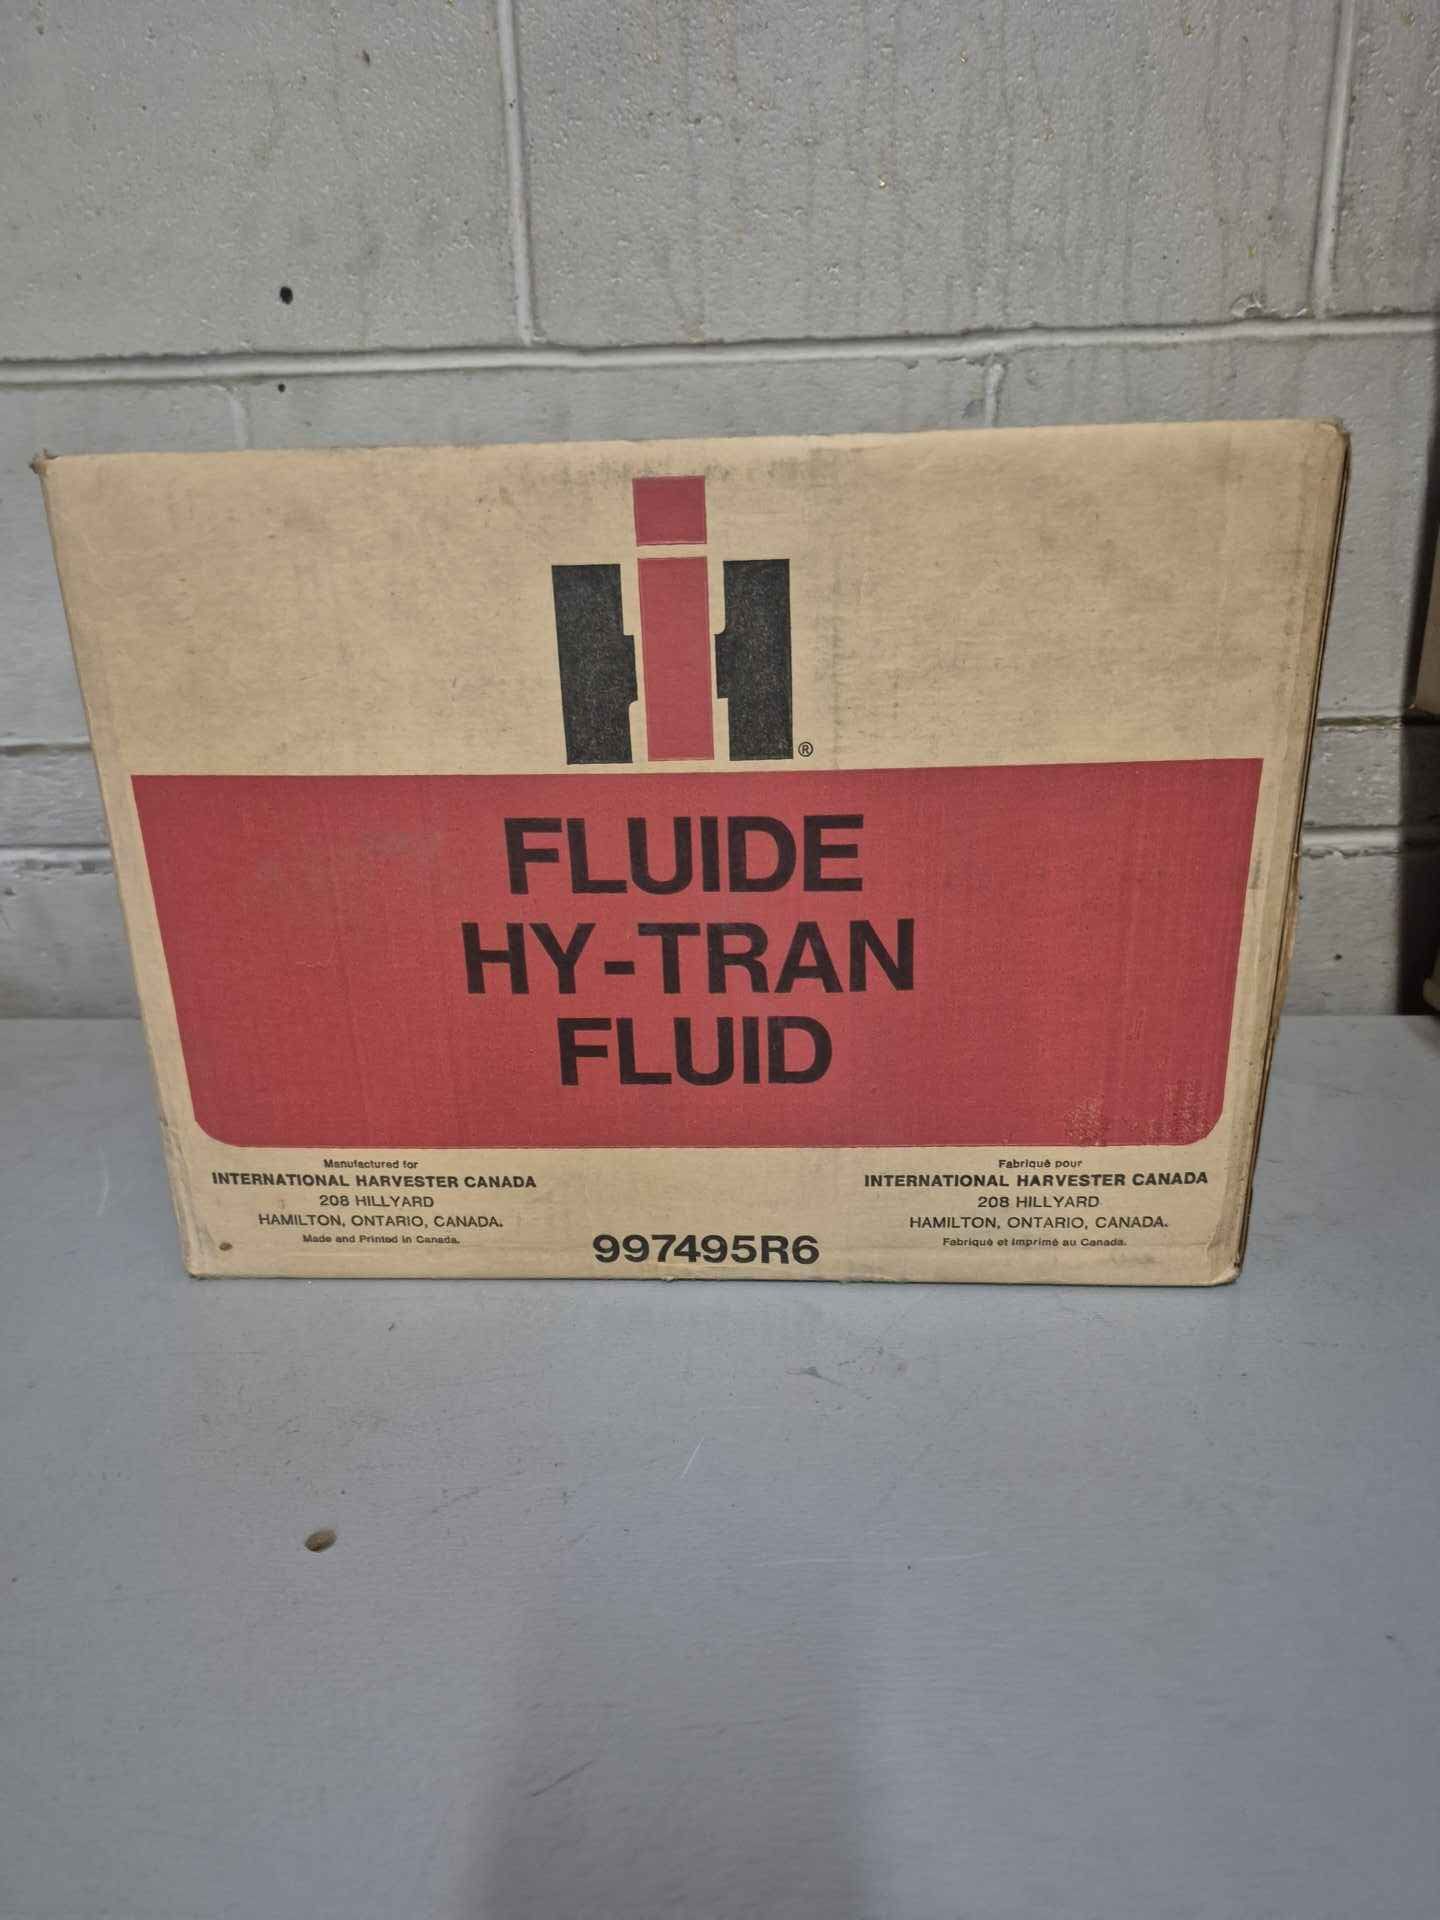 IH®
FLUIDE
HY-TRAN
FLUID
Manufactured for
INTERNATIONAL HARVESTER CANADA
208 HILLYARD
HAMILTON, ONTARIO, CANADA.
Made and Printed in Canada.
997495R6
Fabriqué pour
INTERNATIONAL HARVESTER CANADA
208 HILLYARD
HAMILTON, ONTARIO, CANADA.
Fabriqué et Imprimé au Canada.